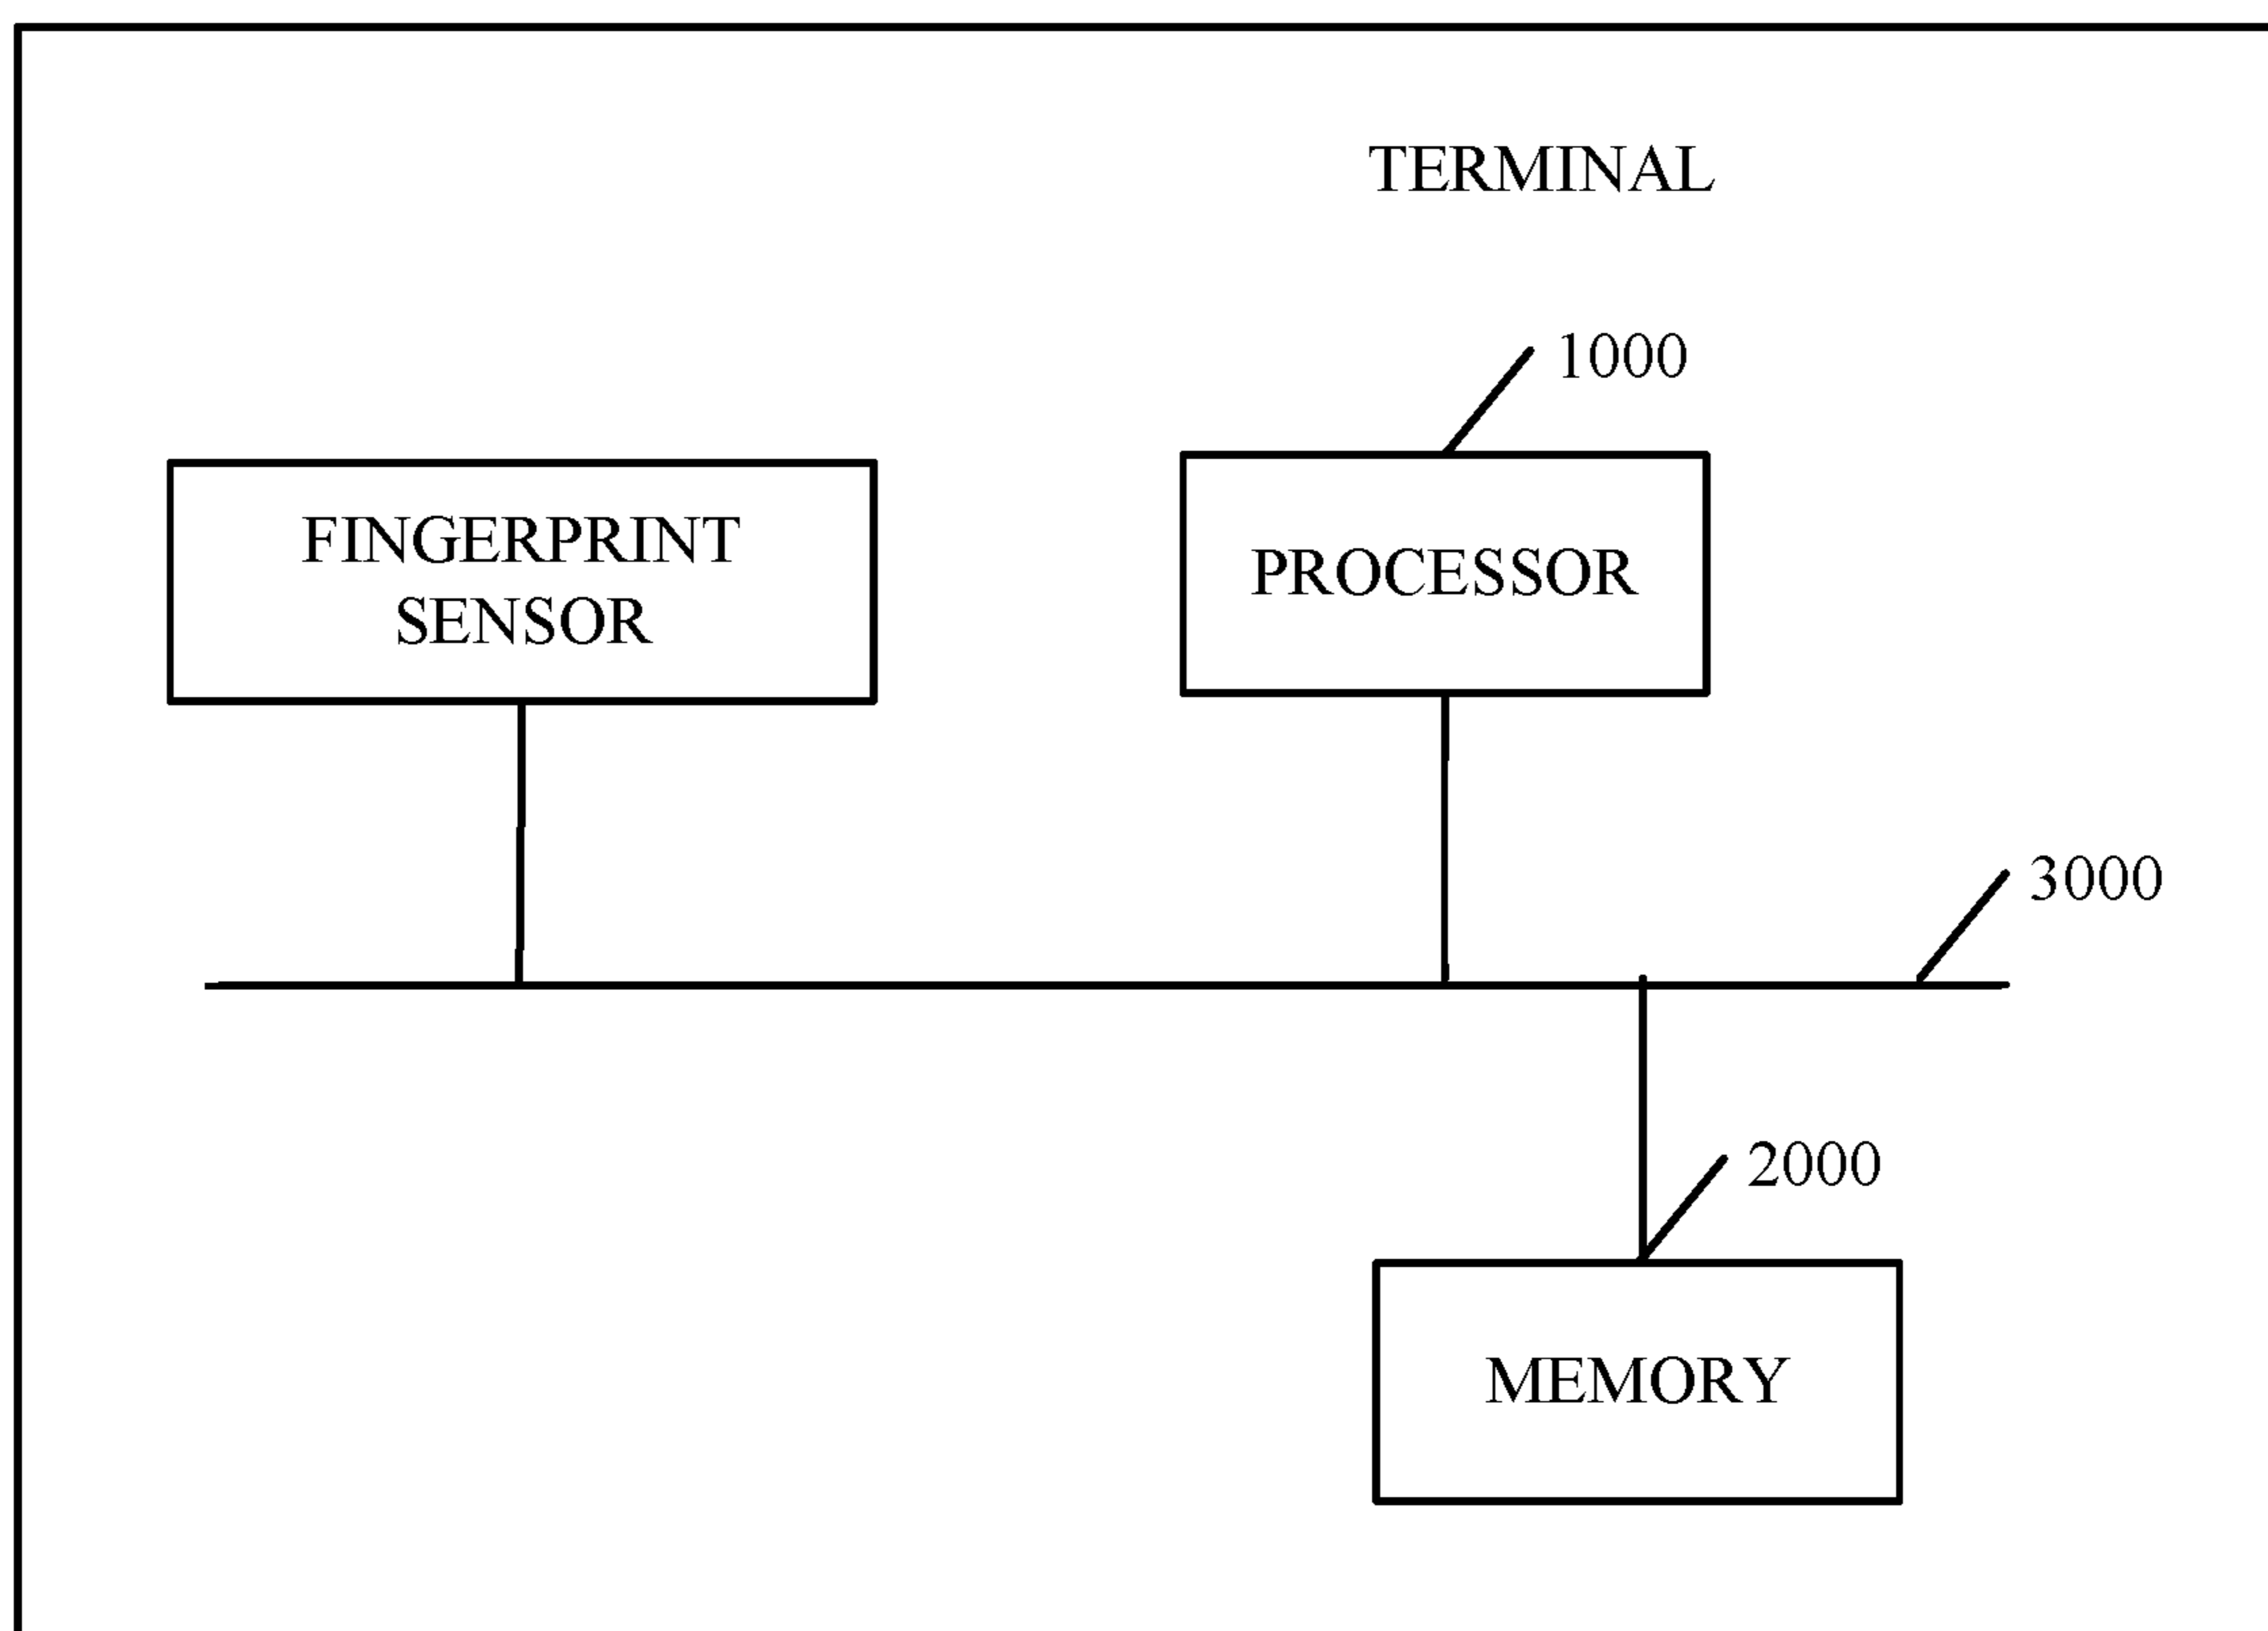 TERMINAL
1000
FINGERPRINT
SENSOR
PROCESSOR
3000
2000
MEMORY